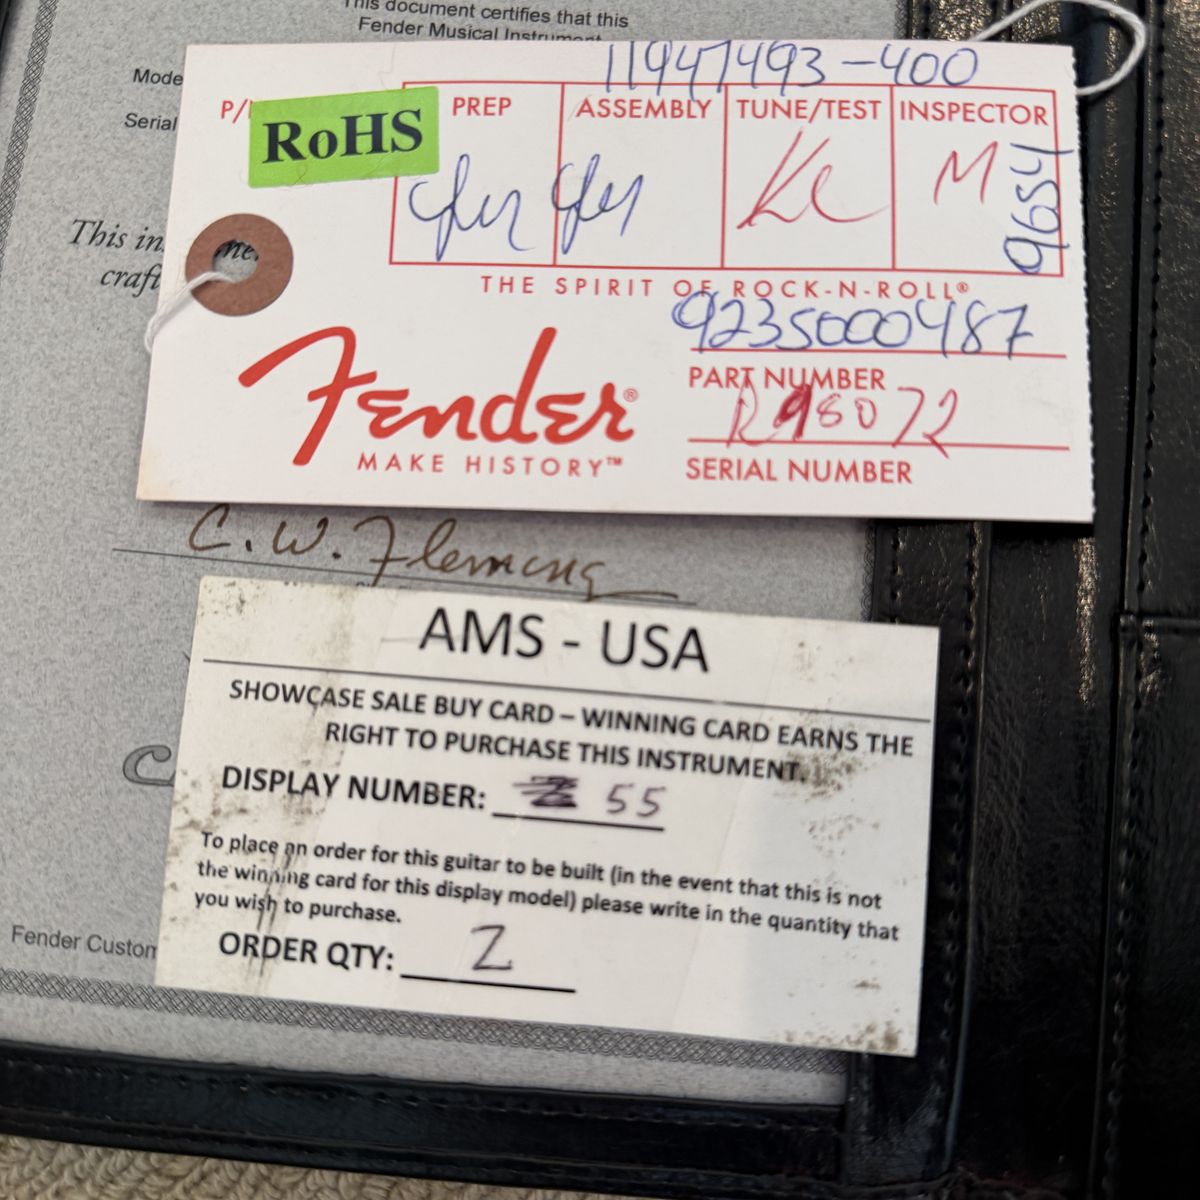 This document certifies that this
Fender Musical Instrument
Mode
Serial
This in
ne.
craft
11947493-400
P/
RoHS
PREP ASSEMBLY TUNE/TEST INSPECTOR
M
9654
THE SPIRIT OF ROCK-N-ROLL®
9235000487
PART NUMBER
R98072
SERIAL NUMBER
Fender®
MAKE HISTORY™
C.W. Fleming
AMS - USA
SHOWCASE SALE BUY CARD – WINNING CARD EARNS THE
RIGHT TO PURCHASE THIS INSTRUMENT.
DISPLAY NUMBER: 55
To place an order for this guitar to be built (in the event that this is not
the winning card for this display model) please write in the quantity that
you wish to purchase.
ORDER QTY: 2
Fender Custom